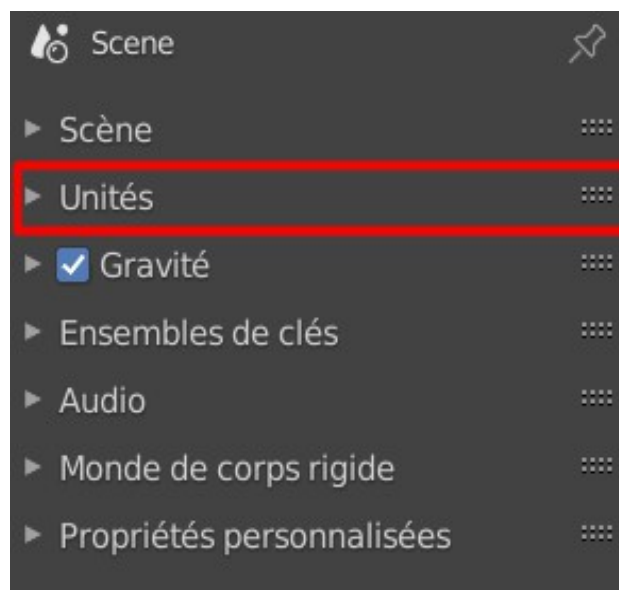 Scene
Scène
Unités
Gravité
Ensembles de clés
Audio
Monde de corps rigide
Propriétés personnalisées